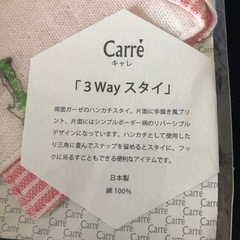 Carré
キャレ
「3Way スタイ」
両面ガーゼのハンカチスタイ。片面に手描き風プ
リント、片面にはシンプルボーダー柄のリバーシブル
デザインになっています。ハンカチとして使用した
り三角に畳んでスナップを留めるとスタイに。フッ
クに吊るすこともできる便利なアイテムです。
日本製
綿 100%